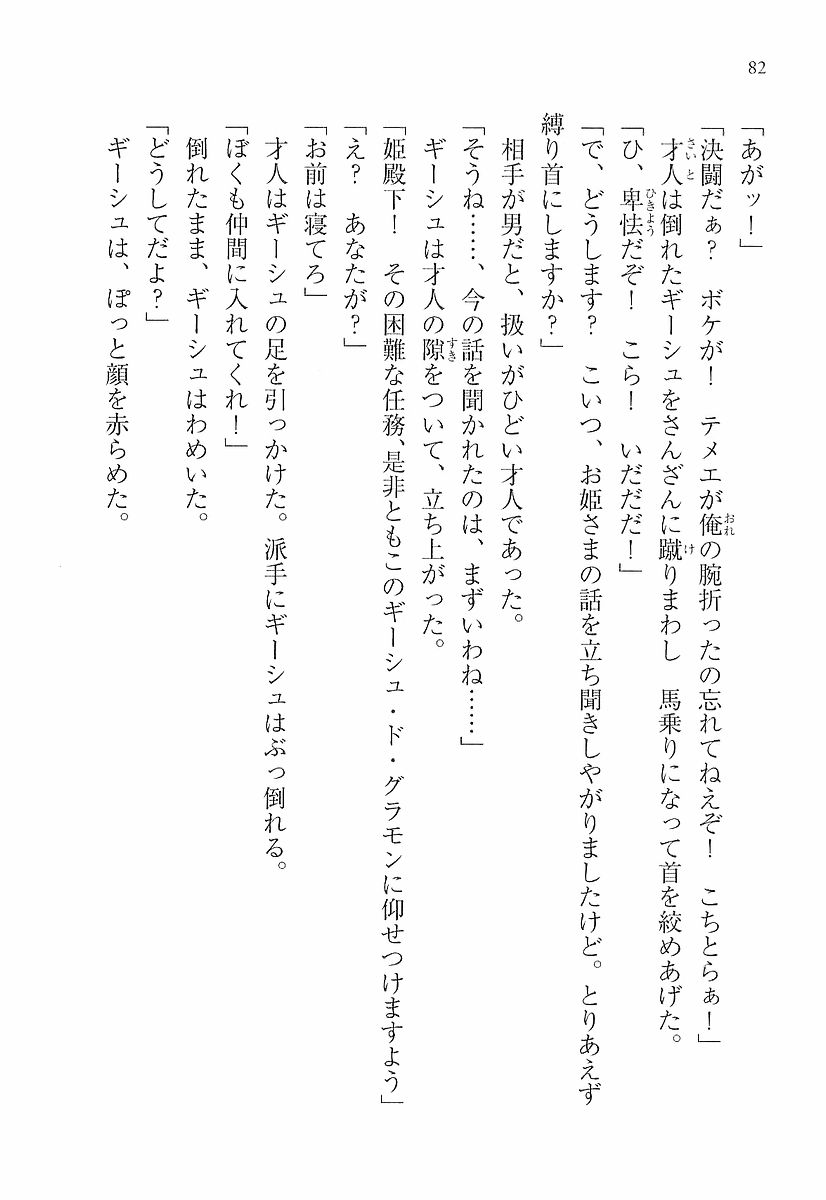 82
「あがッ！」
「決闘だぁ？　ボケが！　テメエが俺の腕折ったの忘れてねえぞ！　こちとらぁ！」
　才人は倒れたギーシュをさんざんに蹴りまわし　馬乗りになって首を絞めあげた。
「ひ、卑怯だぞ！　こら！　いだだだ！」
「で、どうします？　こいつ、お姫さまの話を立ち聞きしやがりましたけど。とりあえず
縛り首にしますか？」
　相手が男だと、扱いがひどい才人であった。
「そうね……、今の話を聞かれたのは、まずいわね……」
　ギーシュは才人の隙をついて、立ち上がった。
「姫殿下！　その困難な任務、是非ともこのギーシュ・ド・グラモンに仰せつけますよう」
「え？　あなたが？」
「お前は寝てろ」
　才人はギーシュの足を引っかけた。派手にギーシュはぶっ倒れる。
「ぼくも仲間に入れてくれ！」
　倒れたまま、ギーシュはわめいた。
「どうしてだよ？」
　ギーシュは、ぽっと顔を赤らめた。